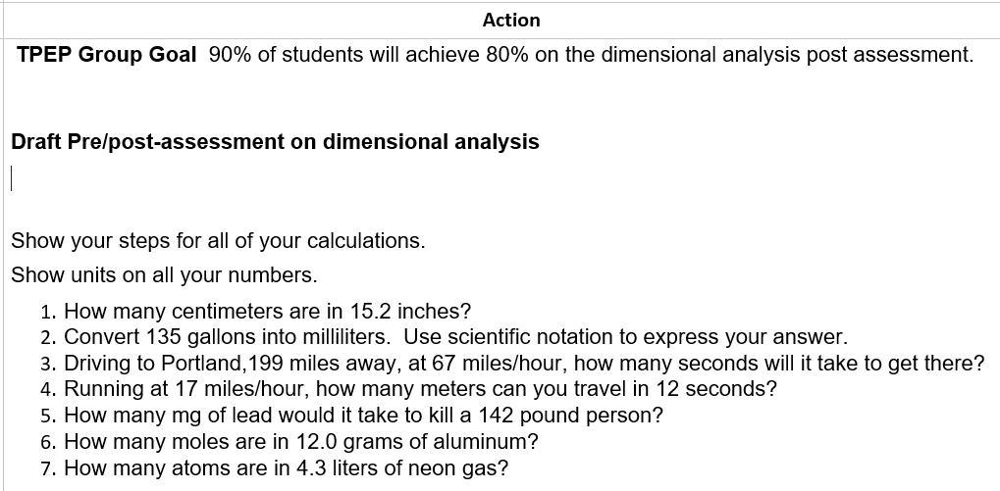 Action
TPEP Group Goal 90% of students will achieve 80% on the dimensional analysis post assessment.
Draft Pre/post-assessment on dimensional analysis
Show your steps for all of your calculations.
Show units on all your numbers.
1. How many centimeters are in 15.2 inches?
2. Convert 135 gallons into milliliters.  Use scientific notation to express your answer.
3. Driving to Portland,199 miles away, at 67 miles/hour, how many seconds will it take to get there?
4. Running at 17 miles/hour, how many meters can you travel in 12 seconds?
5. How many mg of lead would it take to kill a 142 pound person?
6. How many moles are in 12.0 grams of aluminum?
7. How many atoms are in 4.3 liters of neon gas?